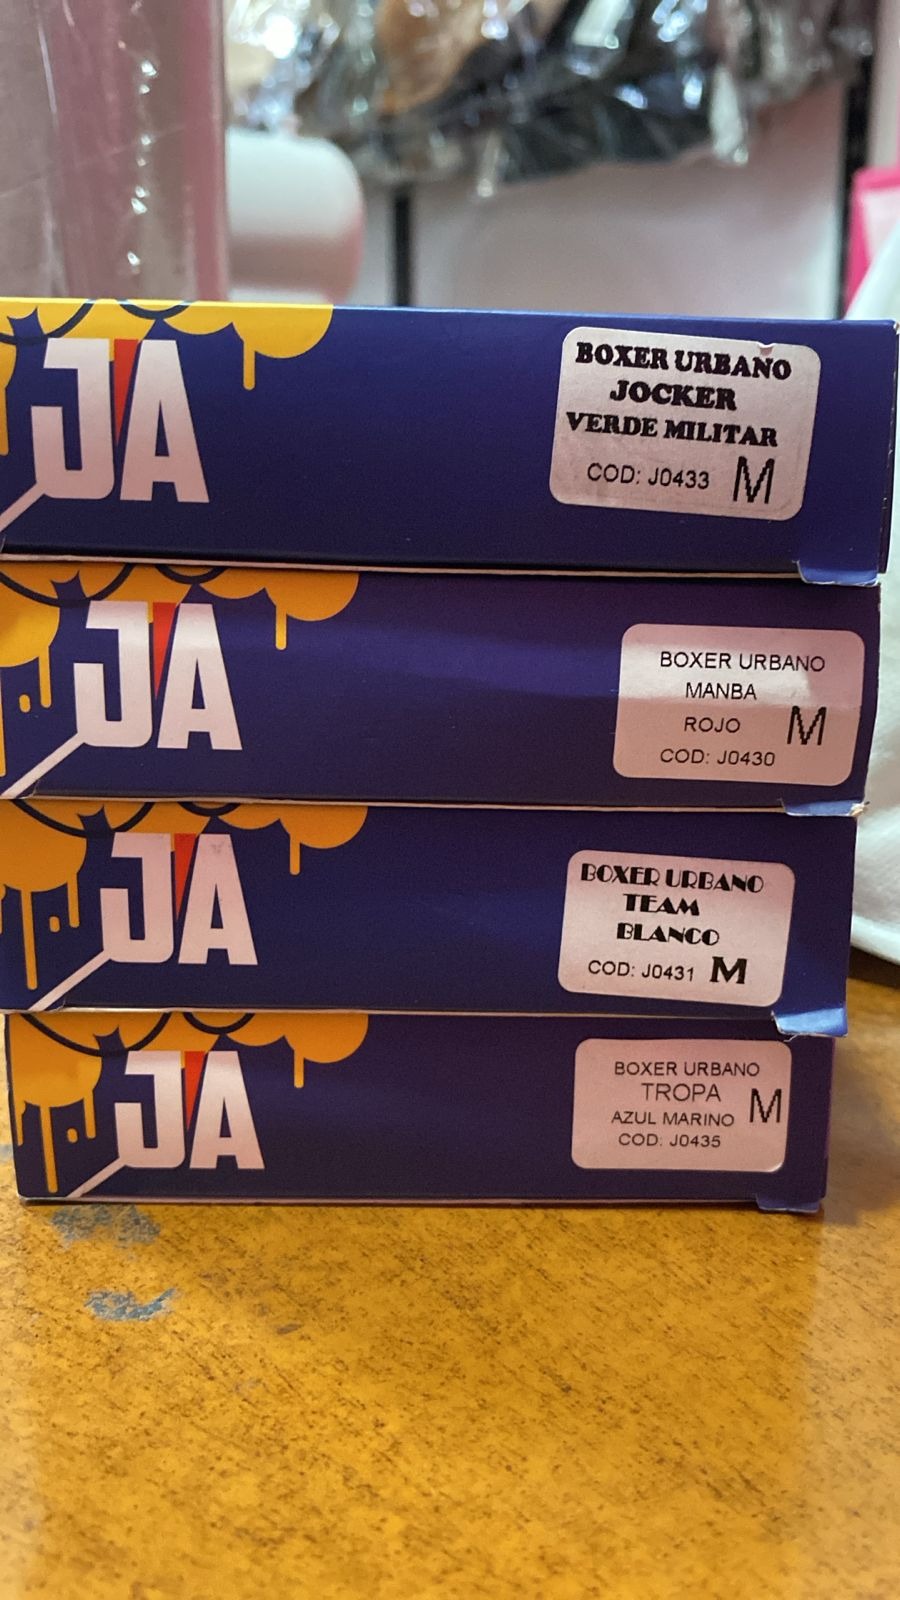 JA
BOXER URBANO
JOCKER
VERDE MILITAR
COD: J0433 M
JA
BOXER URBANO
MANBA
ROJO M
COD: J0430
JA
BOXER URBANO
TEAM
BLANCO
COD: J0431 M
JA
BOXER URBANO
TROPA M
AZUL MARINO
COD: J0435